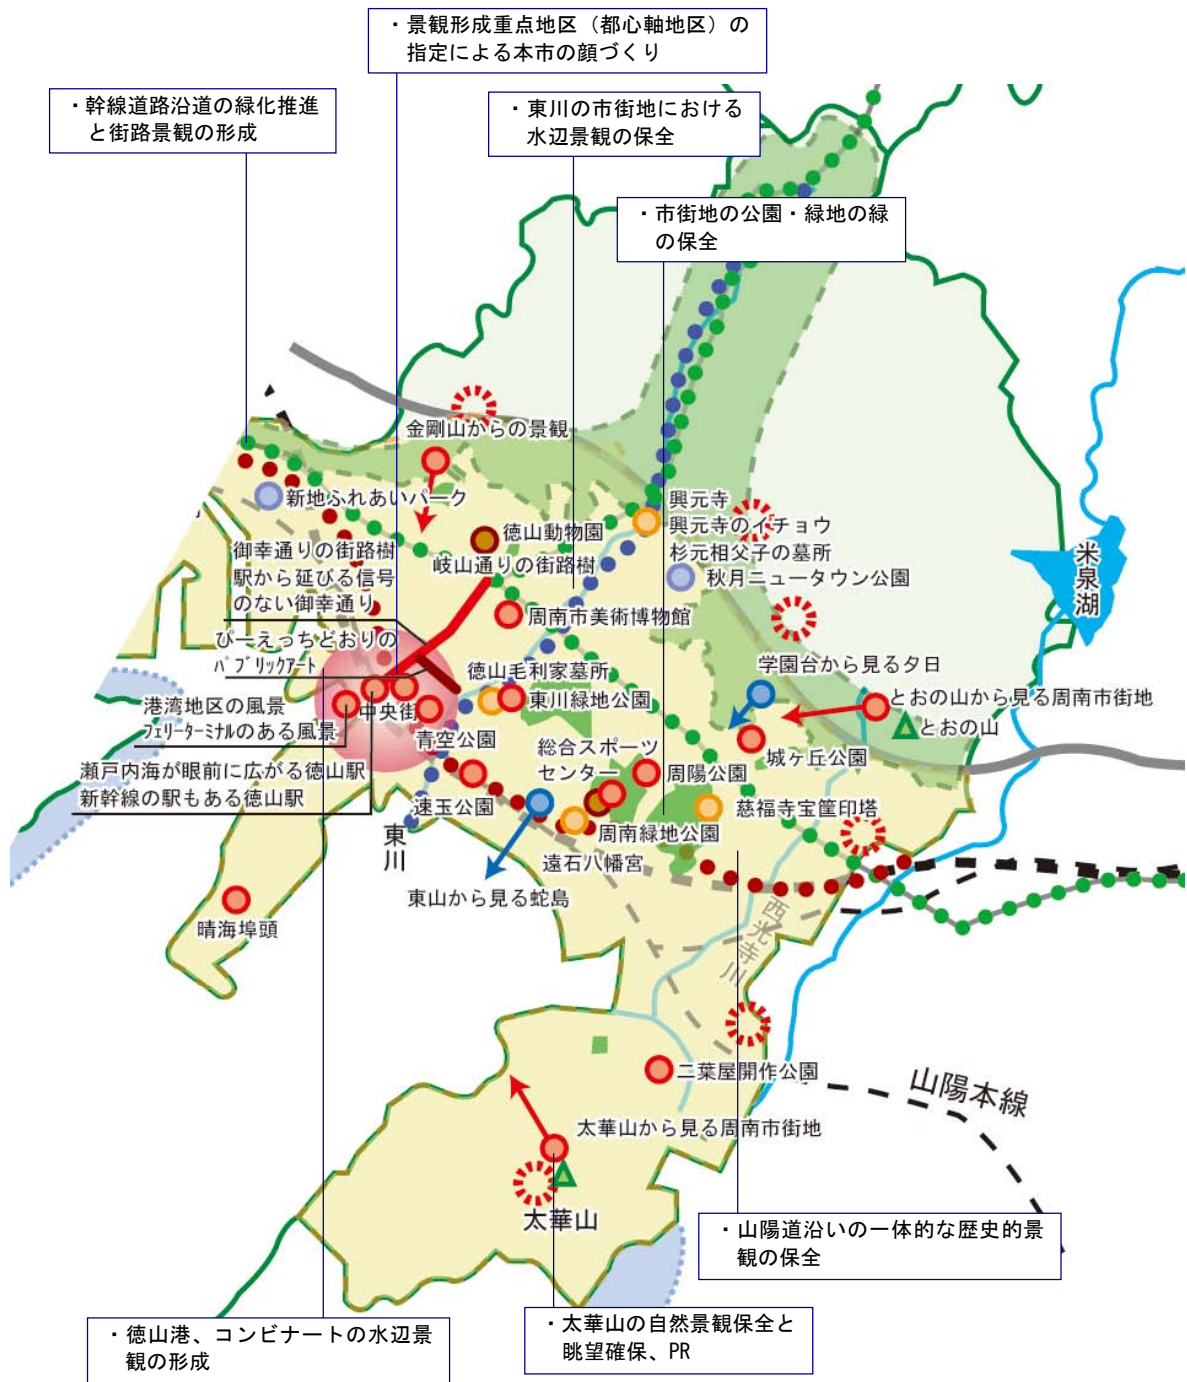 ・景観形成重点地区（都心軸地区）の
指定による本市の顔づくり
・幹線道路沿道の緑化推進
と街路景観の形成
・東川の市街地における
水辺景観の保全
・市街地の公園・緑地の緑
の保全
金剛山からの景観
新地ふれあいパーク
徳山動物園
興元寺
興元寺のイチョウ
杉元相父子の墓所
秋月ニュータウン公園
米泉湖
御幸通りの街路樹
駅から延びる信号
のない御幸通り
岐山通りの街路樹
周南市美術博物館
ぴーえっちどおりの
パブリックアート
徳山毛利家墓所
東川緑地公園
学園台から見る夕日
とおの山から見る周南市街地
とおの山
港湾地区の風景
フェリーターミナルのある風景
中央街
青空公園
総合スポーツ
センター
周陽公園
城ヶ丘公園
瀬戸内海が眼前に広がる徳山駅
新幹線の駅もある徳山駅
速玉公園
周南緑地公園
慈福寺宝篋印塔
東川
遠石八幡宮
東山から見る蛇島
晴海埠頭
西光寺川
二葉屋開作公園
山陽本線
太華山から見る周南市街地
太華山
・山陽道沿いの一体的な歴史的景
観の保全
・徳山港、コンビナートの水辺景
観の形成
・太華山の自然景観保全と
眺望確保、PR